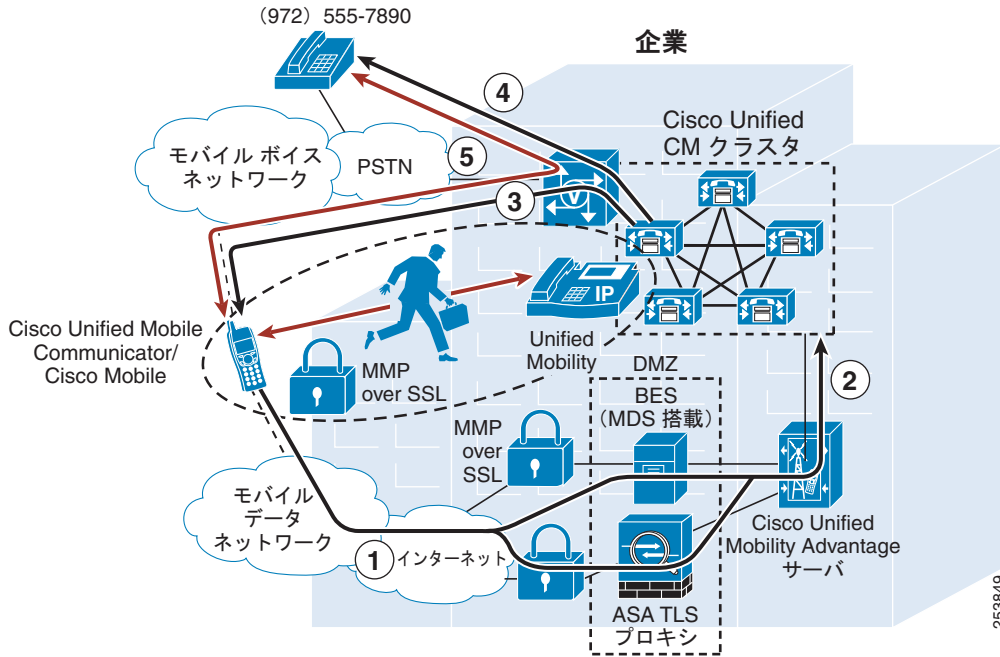 (972) 555-7890
企業
④
Cisco Unified
CM クラスタ
モバイル ボイス
ネットワーク
PSTN
⑤
V
③
IP
Cisco Unified Mobile
Communicator/
Cisco Mobile
MMP
over SSL
Unified
Mobility
DMZ
BES
(MDS 搭載)
②
MMP
over
SSL
モバイル
データ
ネットワーク
①
インターネット
Cisco Unified
Mobility Advantage
サーバ
ASA TLS
プロキシ
253849